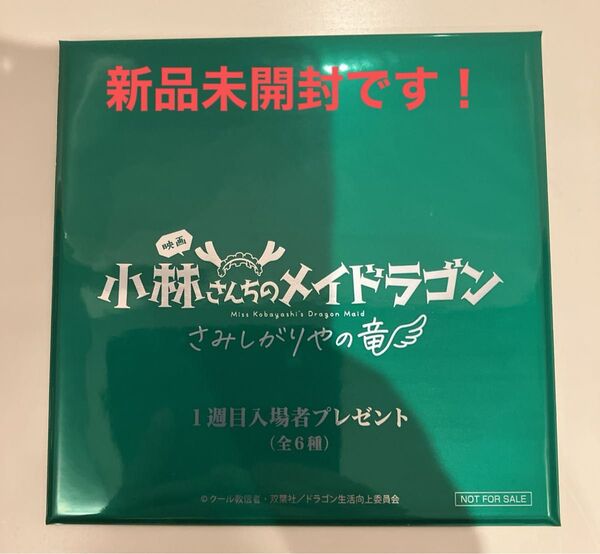 新品未開封です！
映画
小林さんちのメイドラゴン
Miss Kobayashi's Dragon Maid
さみしがりやの竜
1週目入場者プレゼント
（全6種）
©クール教信者・双葉社／ドラゴン生活向上委員会
NOT FOR SALE